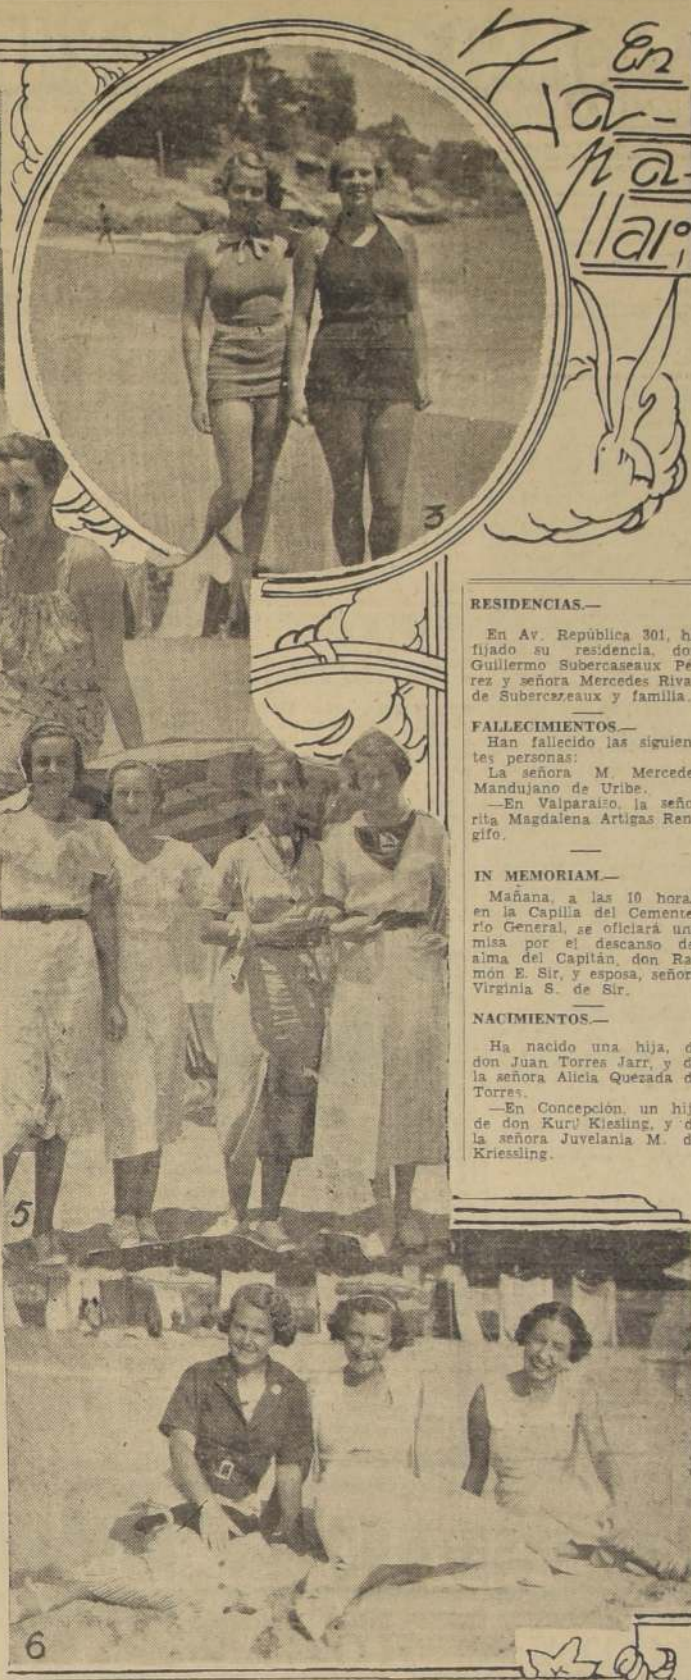 En
Za-
pa-
llar
3
RESIDENCIAS.—
En Av. República 301, h
fijado su residencia, do
Guillermo Subercaseaux Pé
rez y señora Mercedes Riva
de Subercaseaux y familia.
FALLECIMIENTOS.—
Han fallecido las siguien
tes personas:
La señora M. Mercede
Mandujano de Uribe.
—En Valparaíso, la seño
rita Magdalena Artigas Ren
gifo.
IN MEMORIAM.—
Mañana, a las 10 hora
en la Capilla del Cemente
rio General, se oficiará un
misa por el descanso de
alma del Capitán, don Ra
món E. Sir, y esposa, señor
Virginia S. de Sir.
NACIMIENTOS.—
Ha nacido una hija, d
don Juan Torres Jarr, y d
la señora Alicia Quezada d
Torres.
—En Concepción, un hij
de don Kurt Kiesling, y d
la señora Juvelania M. d
Kriessling.
5
6